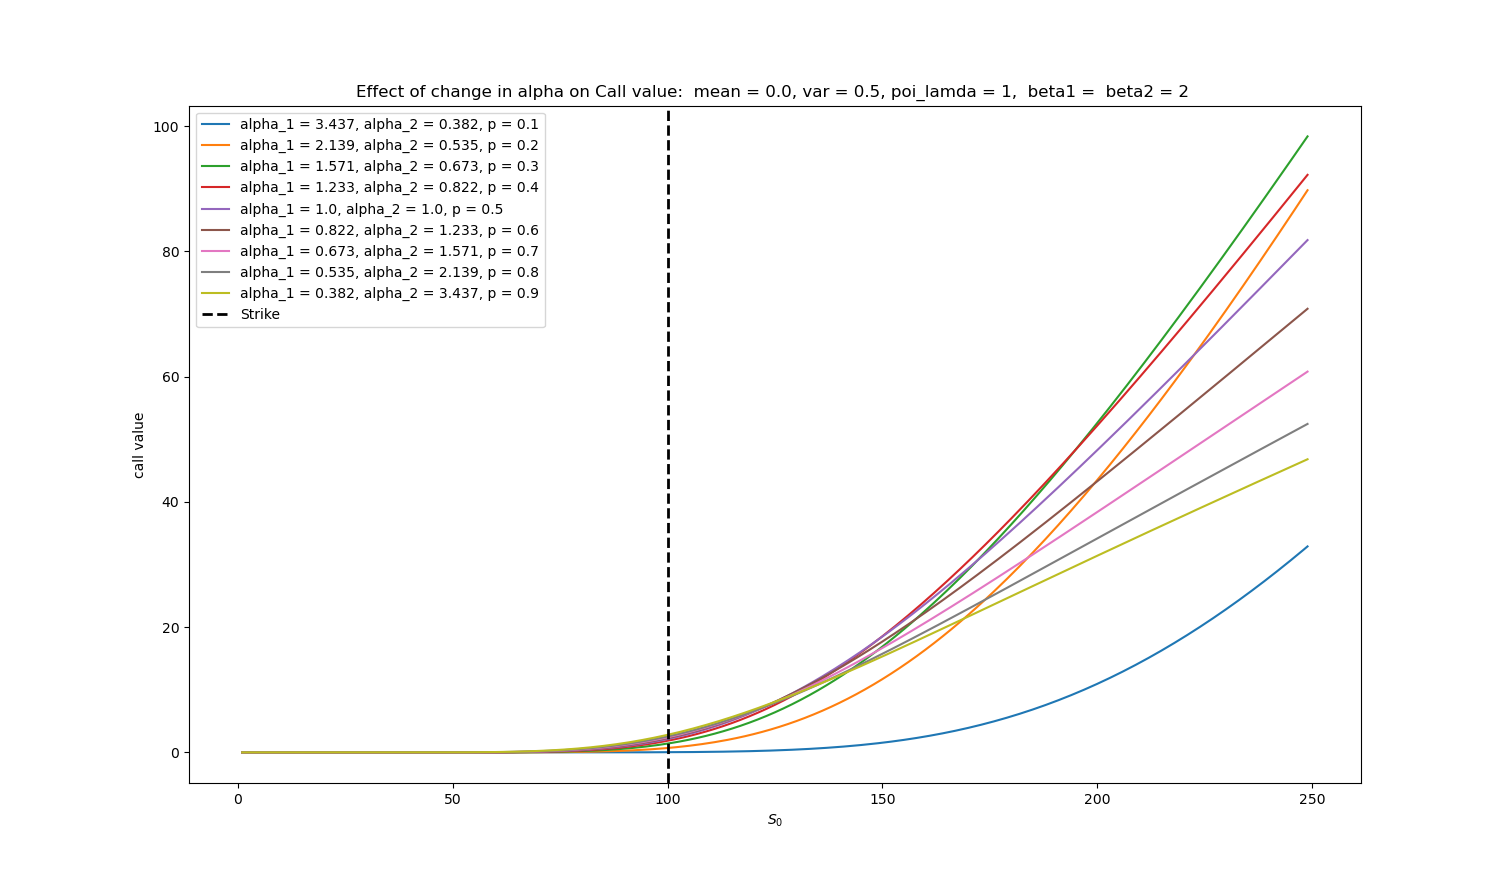 Effect of change in alpha on Call value:  mean = 0.0, var = 0.5, poi_lamda = 1,  beta1 =  beta2 = 2
alpha_1 = 3.437, alpha_2 = 0.382, p = 0.1
alpha_1 = 2.139, alpha_2 = 0.535, p = 0.2
alpha_1 = 1.571, alpha_2 = 0.673, p = 0.3
alpha_1 = 1.233, alpha_2 = 0.822, p = 0.4
alpha_1 = 1.0, alpha_2 = 1.0, p = 0.5
alpha_1 = 0.822, alpha_2 = 1.233, p = 0.6
alpha_1 = 0.673, alpha_2 = 1.571, p = 0.7
alpha_1 = 0.535, alpha_2 = 2.139, p = 0.8
alpha_1 = 0.382, alpha_2 = 3.437, p = 0.9
Strike
100
80
60
40
20
0
call value
0 50 100 150 200 250
S₀